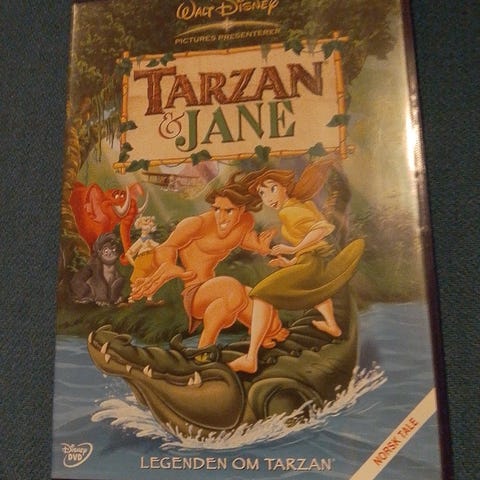 WALT DISNEY
PICTURES PRESENTERER
TARZAN
& JANE
Disney
DVD
LEGENDEN OM TARZAN®
NORSK TALE